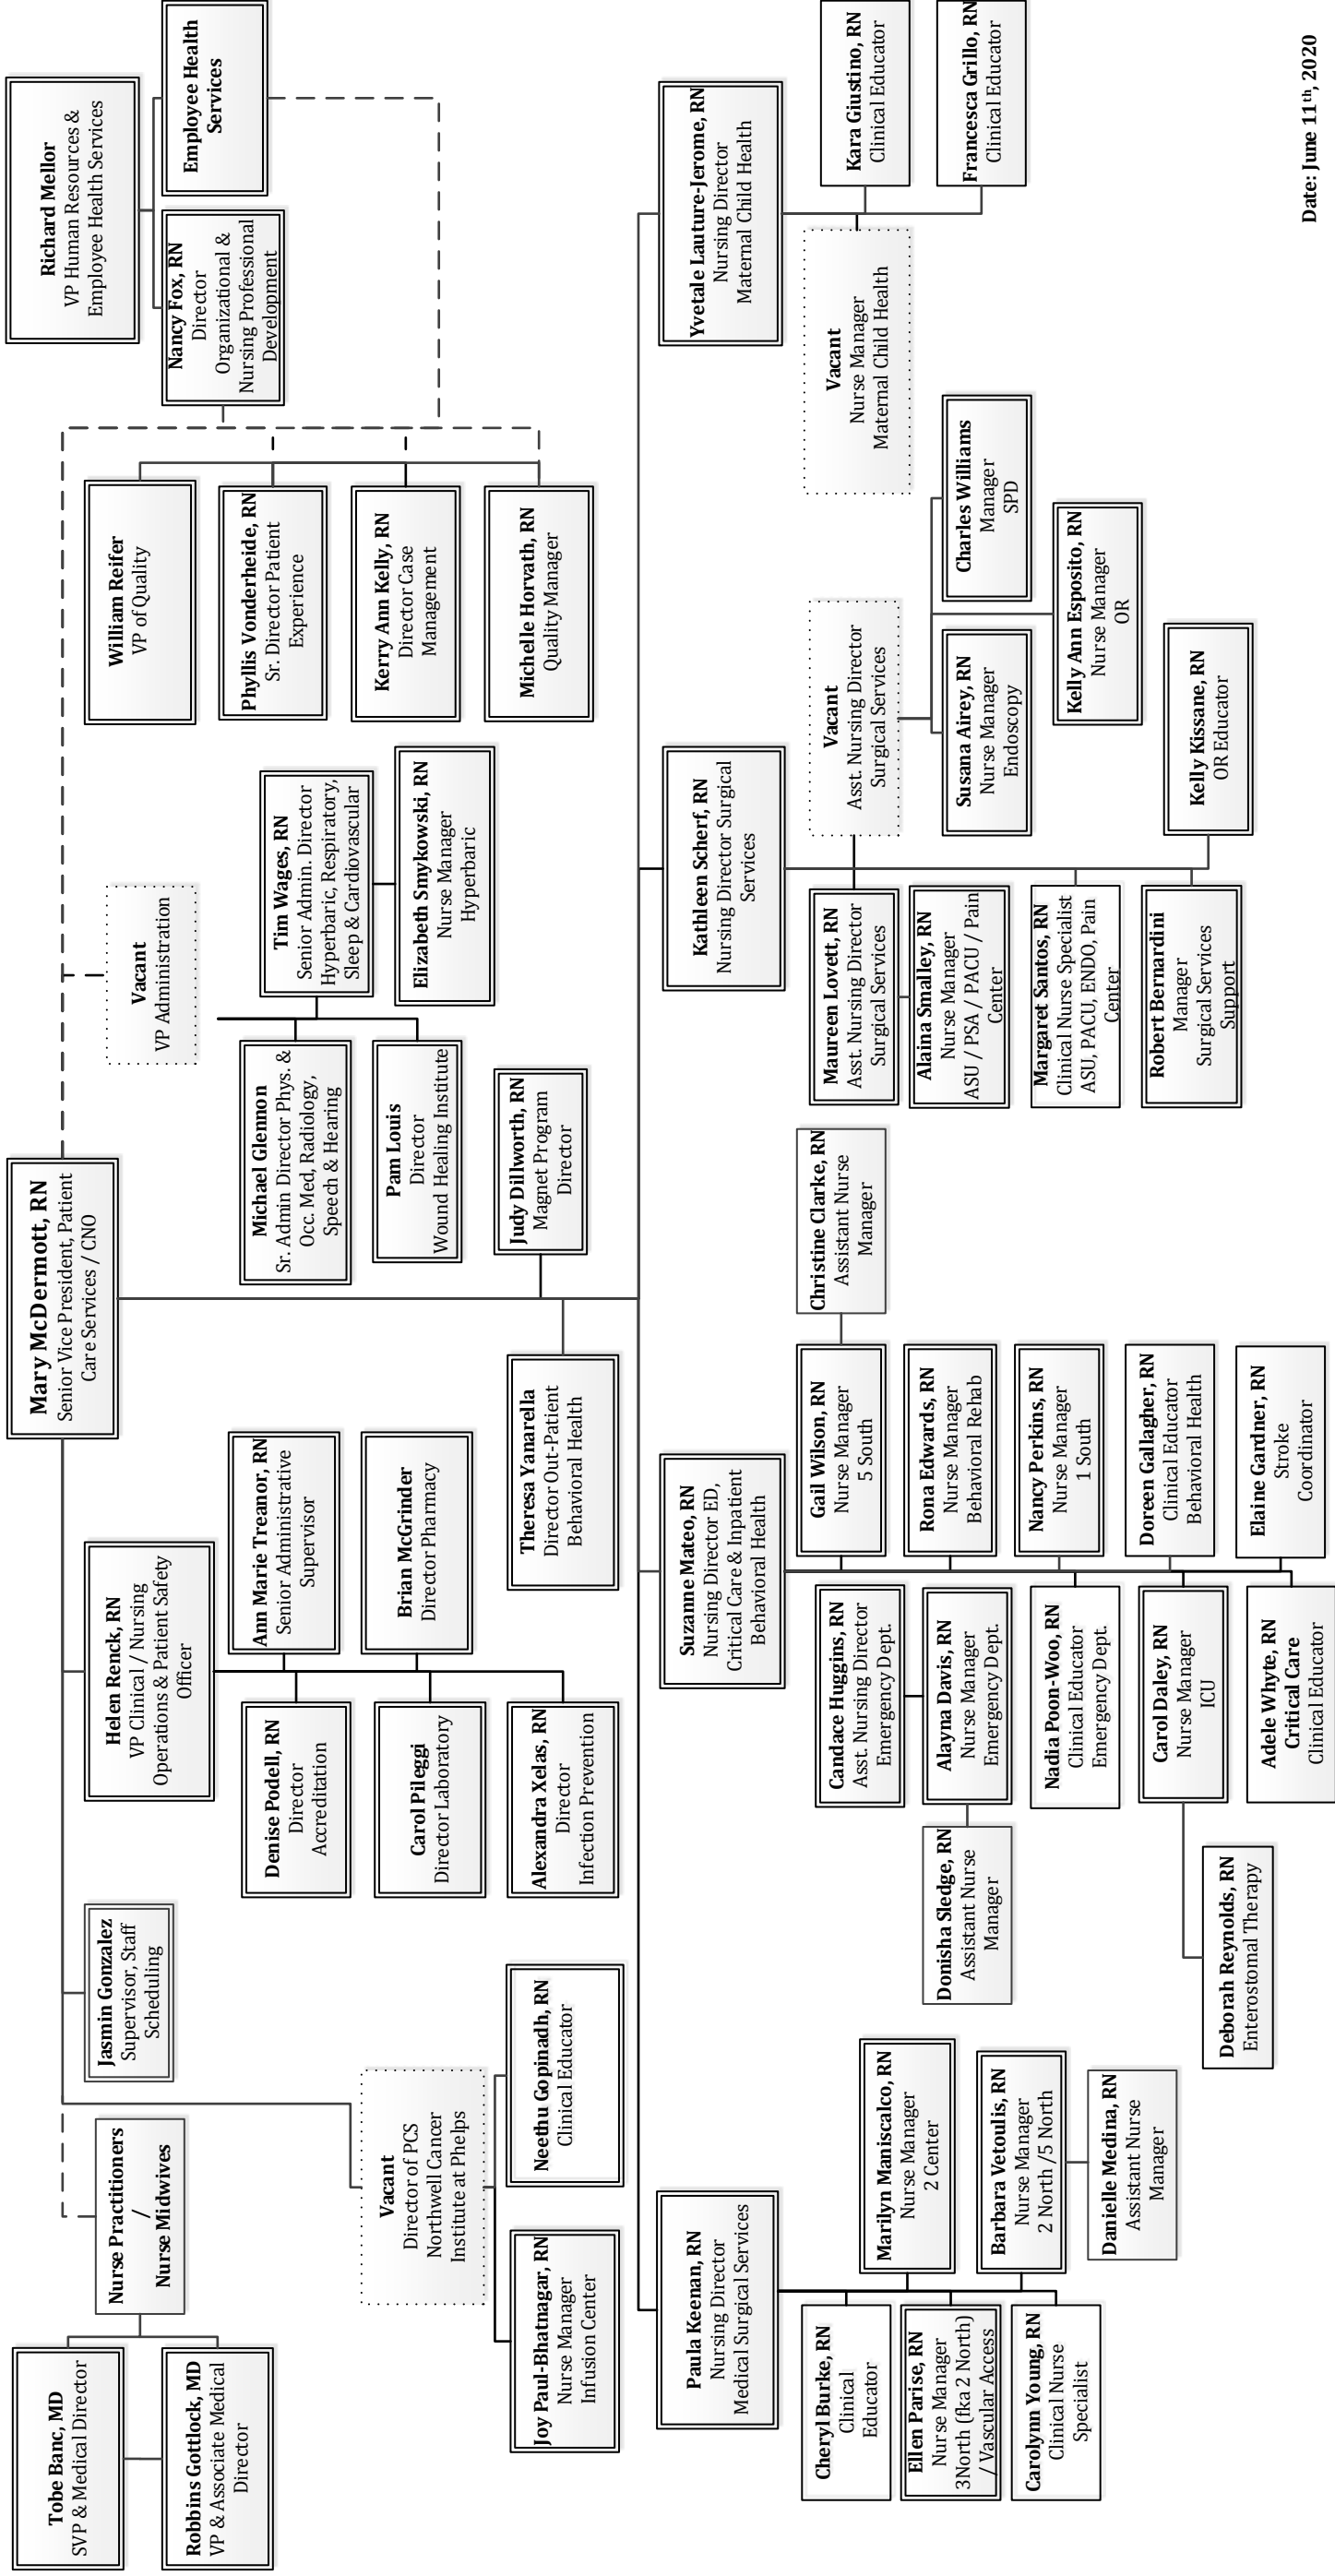 Mary McDermott, RN
Senior Vice President, Patient
Care Services / CNO
Richard Mellor
VP Human Resources &
Employee Health Services
Tobe Banc, MD
SVP & Medical Director
Robbins Gottlock, MD
VP & Associate Medical
Director
Nurse Practitioners
/
Nurse Midwives
Jasmin Gonzalez
Supervisor, Staff
Scheduling
Helen Renck, RN
VP Clinical / Nursing
Operations & Patient Safety
Officer
Vacant
VP Administration
William Reifer
VP of Quality
Nancy Fox, RN
Director
Organizational &
Nursing Professional
Development
Employee Health
Services
Ann Marie Treanor, RN
Senior Administrative
Supervisor
Denise Podell, RN
Director
Accreditation
Brian McGrinder
Director Pharmacy
Carol Pileggi
Director Laboratory
Alexandra Xelas, RN
Director
Infection Prevention
Michael Glennon
Sr. Admin Director Phys. &
Occ. Med, Radiology,
Speech & Hearing
Tim Wages, RN
Senior Admin. Director
Hyperbaric, Respiratory,
Sleep & Cardiovascular
Pam Louis
Director
Wound Healing Institute
Elizabeth Smykowski, RN
Nurse Manager
Hyperbaric
Phyllis Vonderheide, RN
Sr. Director Patient
Experience
Kerry Ann Kelly, RN
Director Case
Management
Michelle Horvath, RN
Quality Manager
Vacant
Director of PCS
Northwell Cancer
Institute at Phelps
Joy Paul-Bhatnagar, RN
Nurse Manager
Infusion Center
Neethu Gopinadh, RN
Clinical Educator
Theresa Yanarella
Director Out-Patient
Behavioral Health
Judy Dillworth, RN
Magnet Program
Director
Paula Keenan, RN
Nursing Director
Medical Surgical Services
Cheryl Burke, RN
Clinical
Educator
Ellen Parise, RN
Nurse Manager
3North (fka 2 North)
/ Vascular Access
Carolynn Young, RN
Clinical Nurse
Specialist
Marilyn Maniscalco, RN
Nurse Manager
2 Center
Barbara Vetoulis, RN
Nurse Manager
2 North /5 North
Danielle Medina, RN
Assistant Nurse
Manager
Suzanne Mateo, RN
Nursing Director ED,
Critical Care & Inpatient
Behavioral Health
Candace Huggins, RN
Asst. Nursing Director
Emergency Dept.
Alayna Davis, RN
Nurse Manager
Emergency Dept.
Donisha Sledge, RN
Assistant Nurse
Manager
Nadia Poon-Woo, RN
Clinical Educator
Emergency Dept.
Carol Daley, RN
Nurse Manager
ICU
Deborah Reynolds, RN
Enterostomal Therapy
Adele Whyte, RN
Critical Care
Clinical Educator
Gail Wilson, RN
Nurse Manager
5 South
Christine Clarke, RN
Assistant Nurse
Manager
Rona Edwards, RN
Nurse Manager
Behavioral Rehab
Nancy Perkins, RN
Nurse Manager
1 South
Doreen Gallagher, RN
Clinical Educator
Behavioral Health
Elaine Gardner, RN
Stroke
Coordinator
Kathleen Scherf, RN
Nursing Director Surgical
Services
Maureen Lovett, RN
Asst. Nursing Director
Surgical Services
Alaina Smalley, RN
Nurse Manager
ASU / PSA / PACU / Pain
Center
Margaret Santos, RN
Clinical Nurse Specialist
ASU, PACU, ENDO, Pain
Center
Robert Bernardini
Manager
Surgical Services
Support
Vacant
Asst. Nursing Director
Surgical Services
Susana Airey, RN
Nurse Manager
Endoscopy
Charles Williams
Manager
SPD
Kelly Ann Esposito, RN
Nurse Manager
OR
Kelly Kissane, RN
OR Educator
Yvetale Lauture-Jerome, RN
Nursing Director
Maternal Child Health
Vacant
Nurse Manager
Maternal Child Health
Kara Giustino, RN
Clinical Educator
Francesca Grillo, RN
Clinical Educator
Date: June 11th, 2020